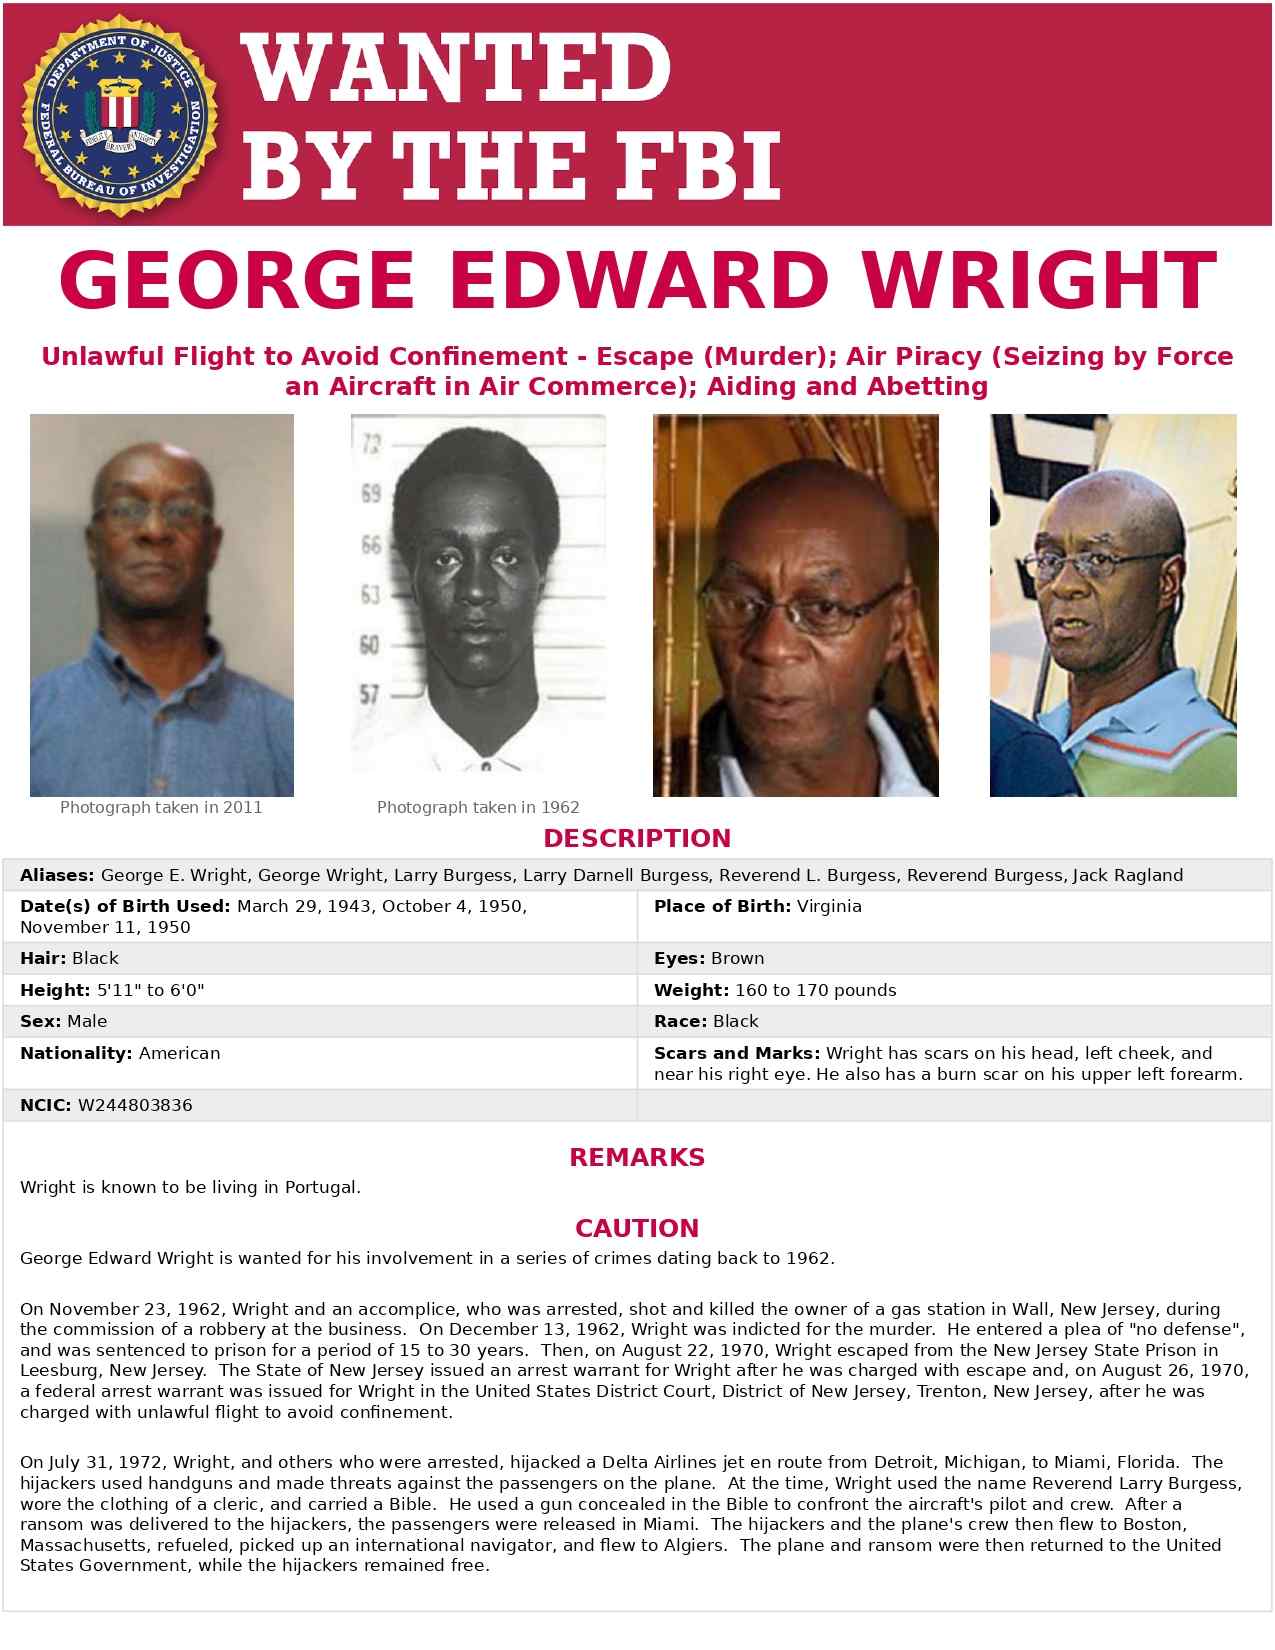 DEPARTMENT OF JUSTICE
FEDERAL BUREAU OF INVESTIGATION
FIDELITY BRAVERY INTEGRITY
WANTED
BY THE FBI
GEORGE EDWARD WRIGHT
Unlawful Flight to Avoid Confinement - Escape (Murder); Air Piracy (Seizing by Force
an Aircraft in Air Commerce); Aiding and Abetting
72
69
66
63
60
57
Photograph taken in 2011
Photograph taken in 1962
DESCRIPTION
Aliases: George E. Wright, George Wright, Larry Burgess, Larry Darnell Burgess, Reverend L. Burgess, Reverend Burgess, Jack Ragland
Date(s) of Birth Used: March 29, 1943, October 4, 1950,
November 11, 1950
Place of Birth: Virginia
Hair: Black
Eyes: Brown
Height: 5'11" to 6'0"
Weight: 160 to 170 pounds
Sex: Male
Race: Black
Nationality: American
Scars and Marks: Wright has scars on his head, left cheek, and
near his right eye. He also has a burn scar on his upper left forearm.
NCIC: W244803836
REMARKS
Wright is known to be living in Portugal.
CAUTION
George Edward Wright is wanted for his involvement in a series of crimes dating back to 1962.
On November 23, 1962, Wright and an accomplice, who was arrested, shot and killed the owner of a gas station in Wall, New Jersey, during
the commission of a robbery at the business.  On December 13, 1962, Wright was indicted for the murder.  He entered a plea of "no defense",
and was sentenced to prison for a period of 15 to 30 years.  Then, on August 22, 1970, Wright escaped from the New Jersey State Prison in
Leesburg, New Jersey.  The State of New Jersey issued an arrest warrant for Wright after he was charged with escape and, on August 26, 1970,
a federal arrest warrant was issued for Wright in the United States District Court, District of New Jersey, Trenton, New Jersey, after he was
charged with unlawful flight to avoid confinement.
On July 31, 1972, Wright, and others who were arrested, hijacked a Delta Airlines jet en route from Detroit, Michigan, to Miami, Florida.  The
hijackers used handguns and made threats against the passengers on the plane.  At the time, Wright used the name Reverend Larry Burgess,
wore the clothing of a cleric, and carried a Bible.  He used a gun concealed in the Bible to confront the aircraft's pilot and crew.  After a
ransom was delivered to the hijackers, the passengers were released in Miami.  The hijackers and the plane's crew then flew to Boston,
Massachusetts, refueled, picked up an international navigator, and flew to Algiers.  The plane and ransom were then returned to the United
States Government, while the hijackers remained free.